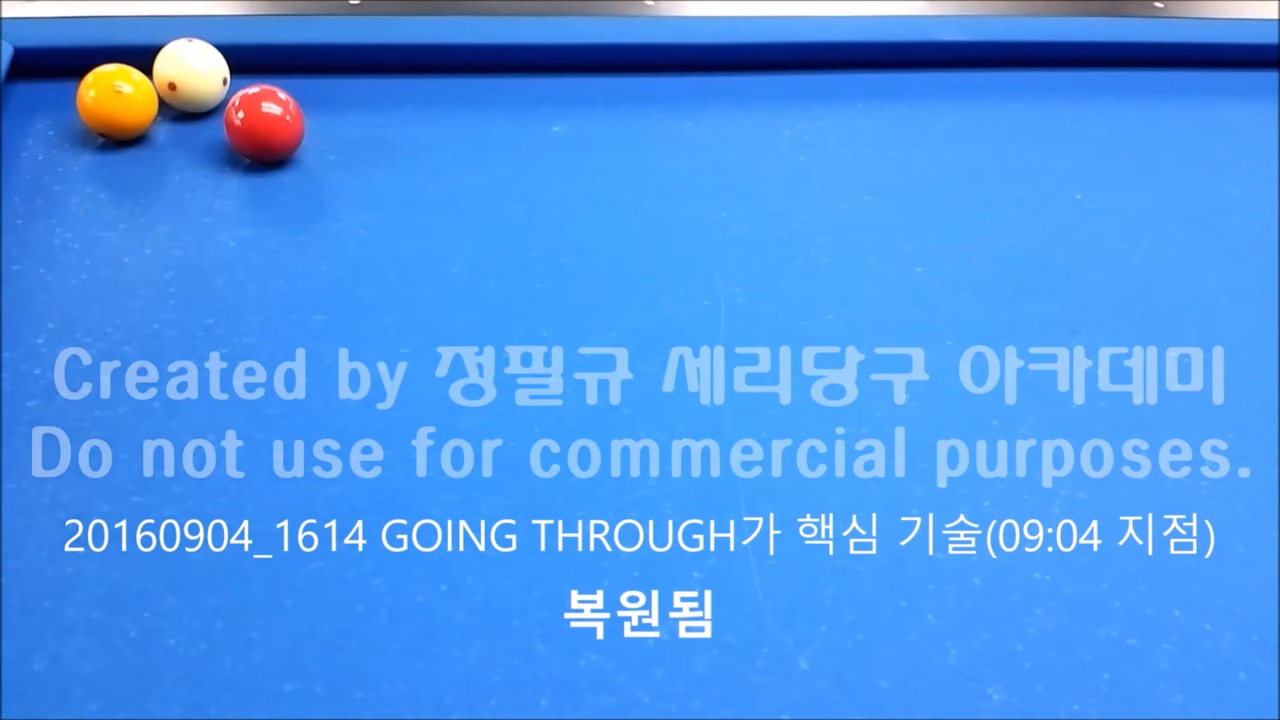 Created by 정필규 세리당구 아카데미
Do not use for commercial purposes.
20160904_1614 GOING THROUGH가 핵심 기술(09:04 지점)
복원됨